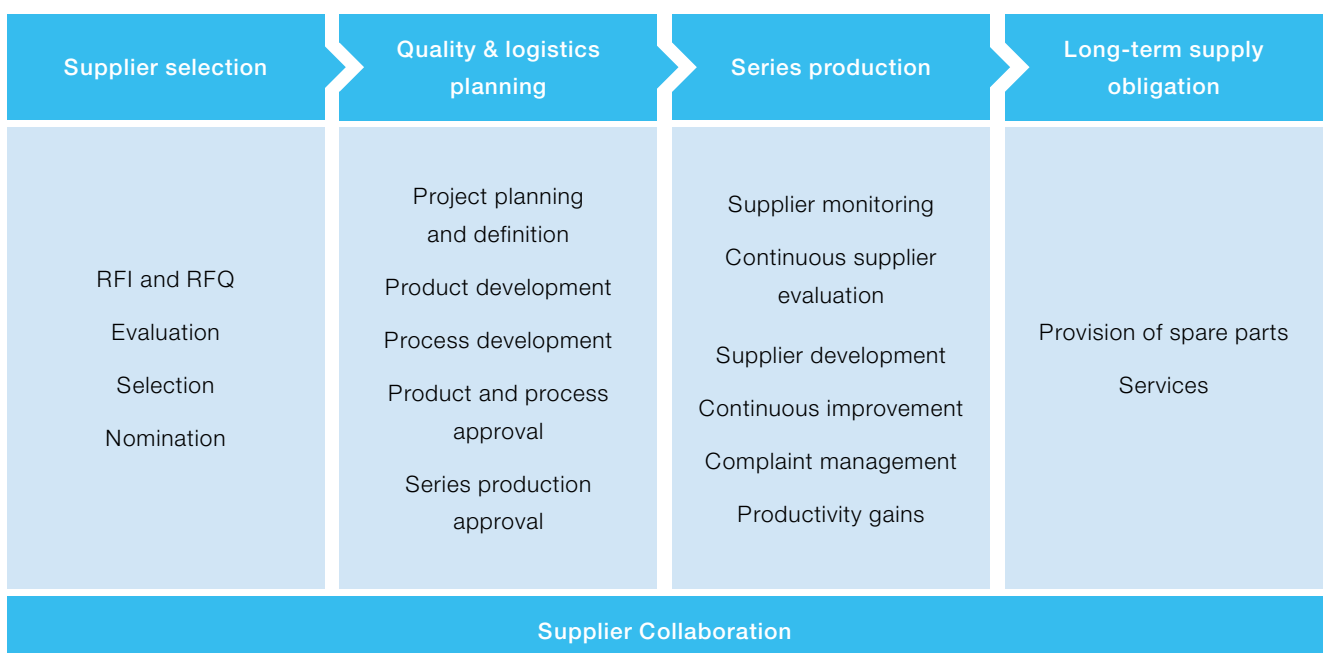 Supplier selection
Quality & logistics
planning
Series production
Long-term supply
obligation
RFI and RFQ
Evaluation
Selection
Nomination
Project planning
and definition
Product development
Process development
Product and process
approval
Series production
approval
Supplier monitoring
Continuous supplier
evaluation
Supplier development
Continuous improvement
Complaint management
Productivity gains
Provision of spare parts
Services
Supplier Collaboration